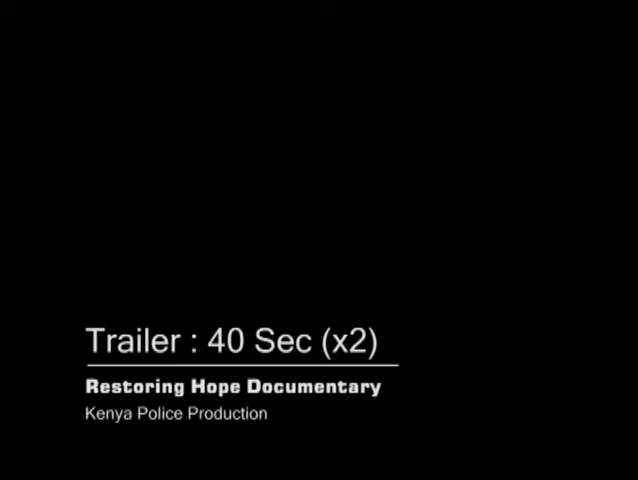 Trailer : 40 Sec (x2)
Restoring Hope Documentary
Kenya Police Production